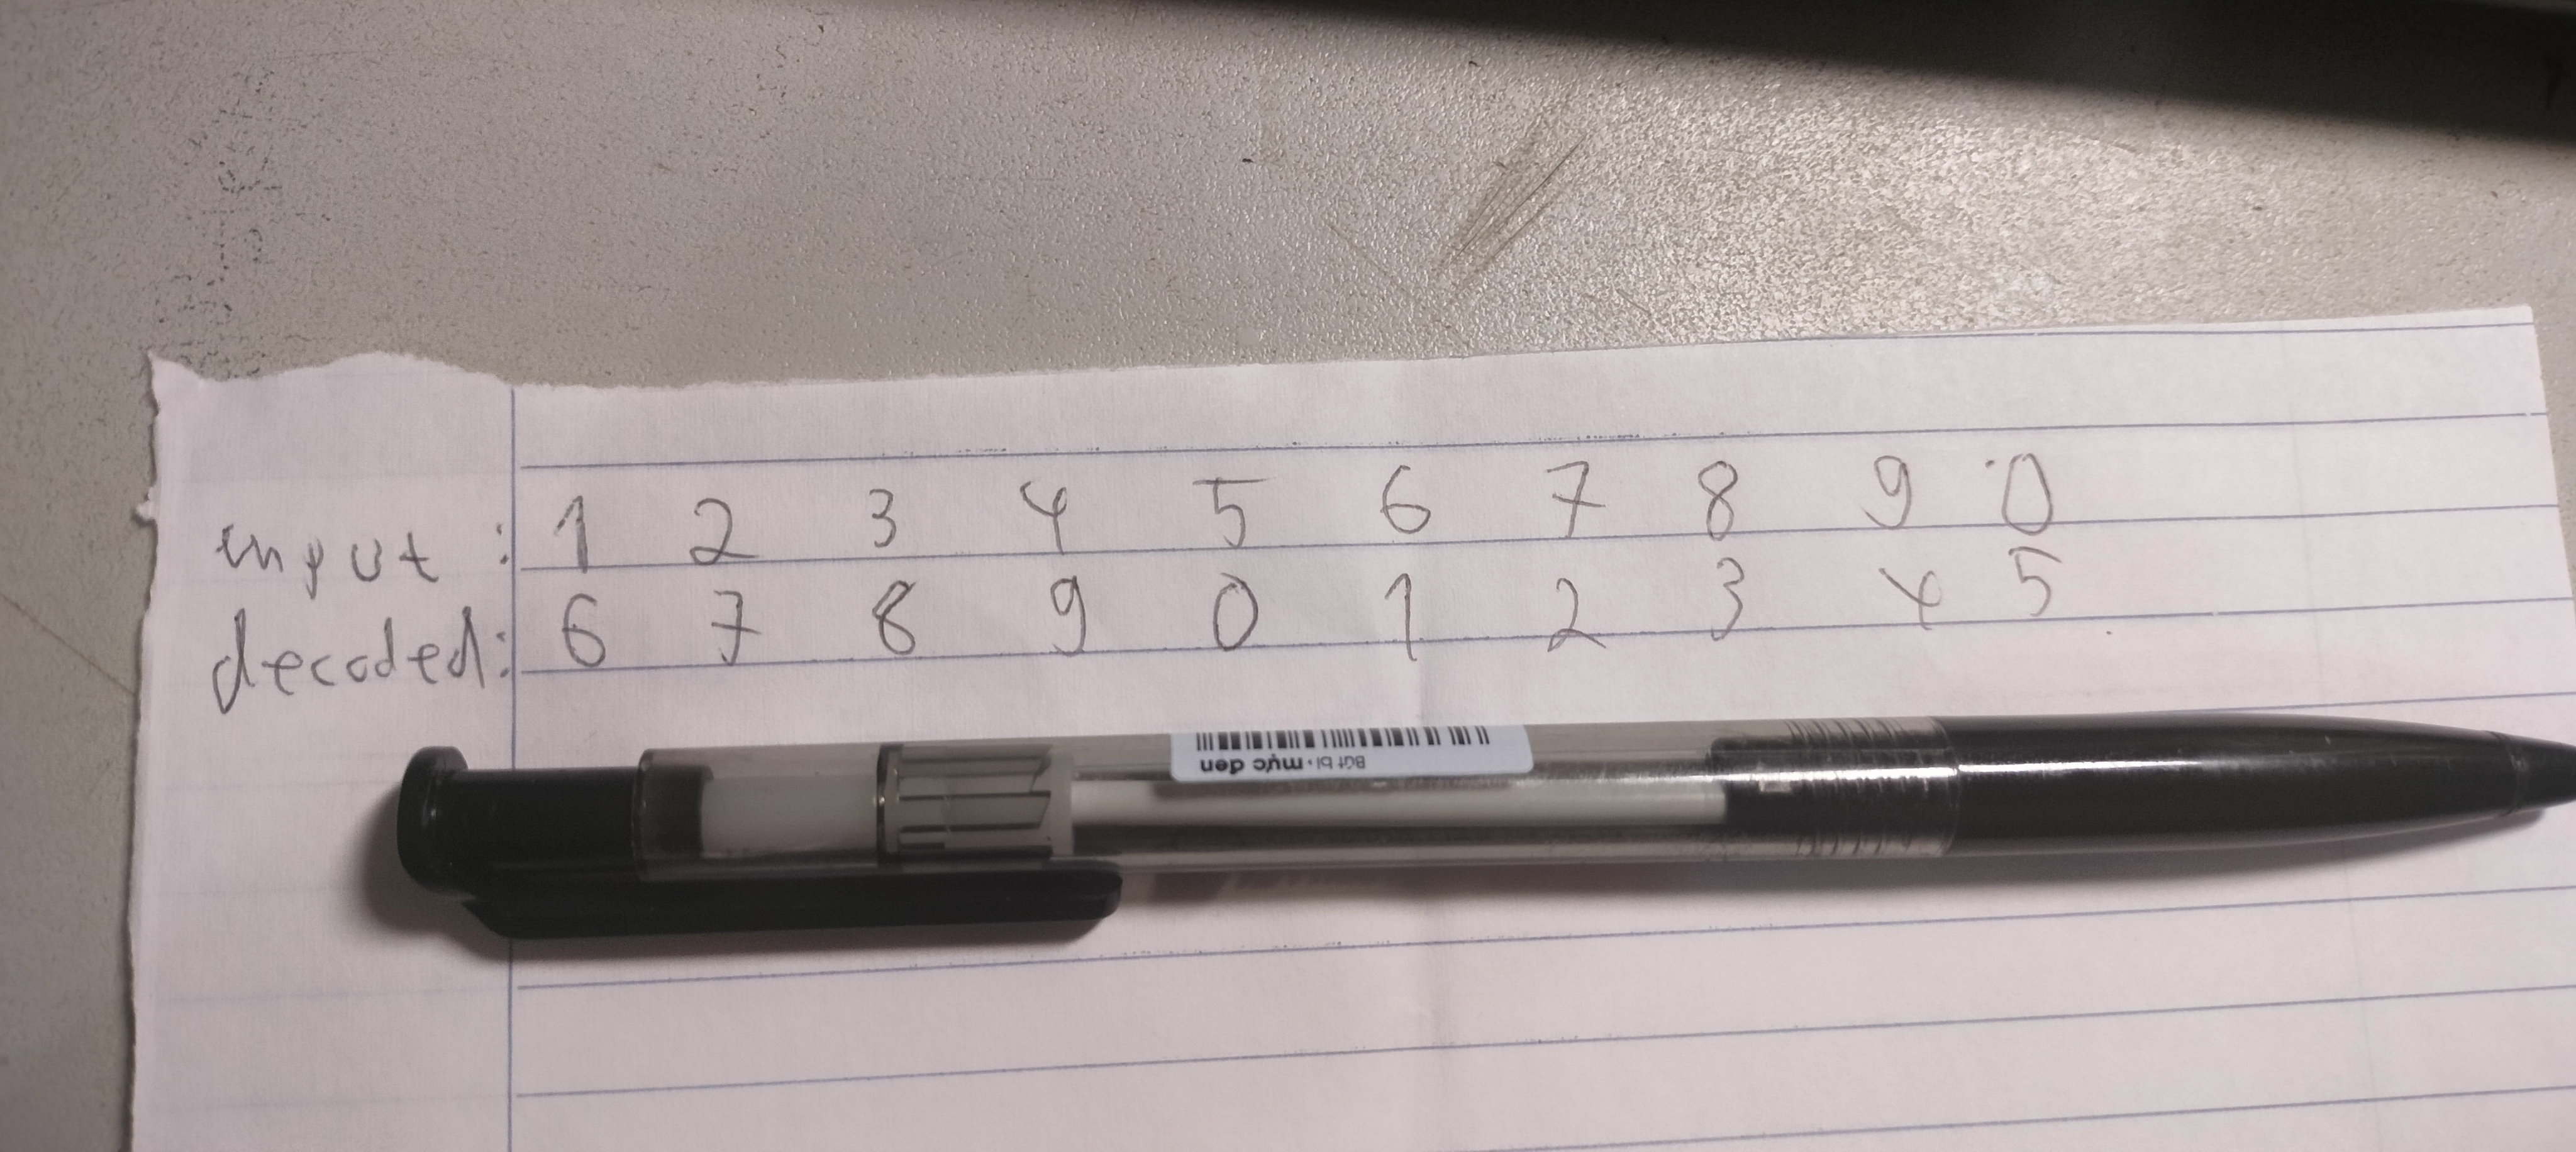 input : 1 2 3 4 5 6 7 8 9 0
decoded: 6 7 8 9 0 1 2 3 4 5
Bút bi · mực đen